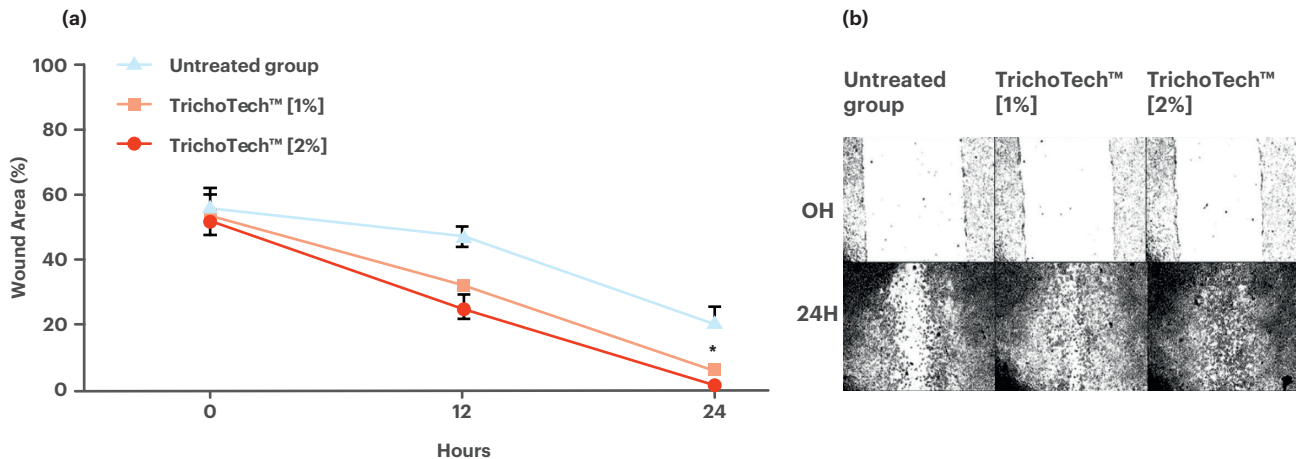 (a)
Untreated group
TrichoTech™ [1%]
TrichoTech™ [2%]
Wound Area (%)
100
80
60
40
20
0
*
0 12 24
Hours
(b)
Untreated group
TrichoTech™ [1%]
TrichoTech™ [2%]
OH
24H